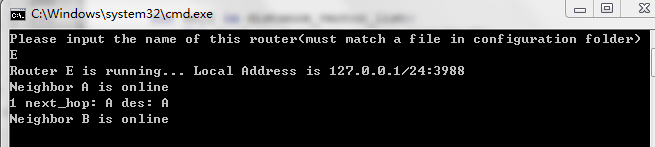 C:\Windows\system32\cmd.exe
Please input the name of this router(must match a file in configuration folder)
E
Router E is running... Local Address is 127.0.0.1/24:3988
Neighbor A is online
1 next_hop: A des: A
Neighbor B is online